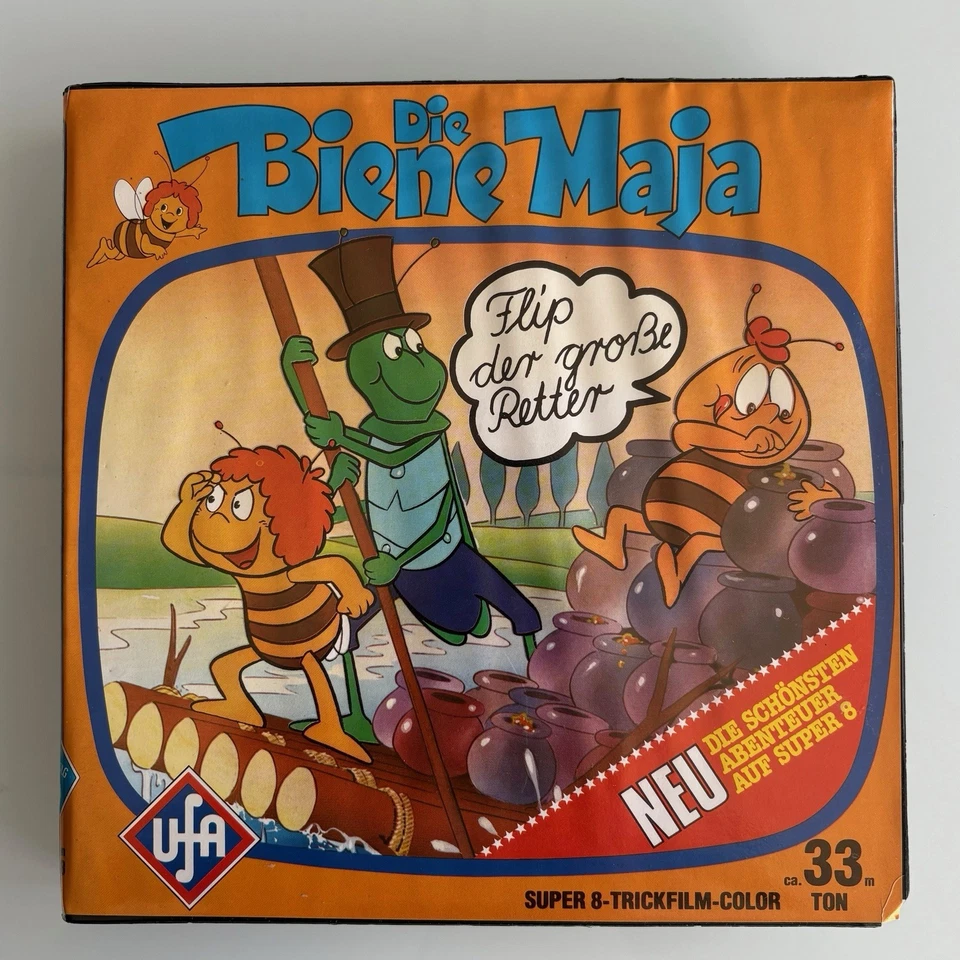 Die
Biene Maja
Flip
der große
Retter
NEU
DIE SCHÖNSTEN
ABENTEUER
AUF SUPER 8
UfA
SUPER 8-TRICKFILM-COLOR
ca. 33 m
TON